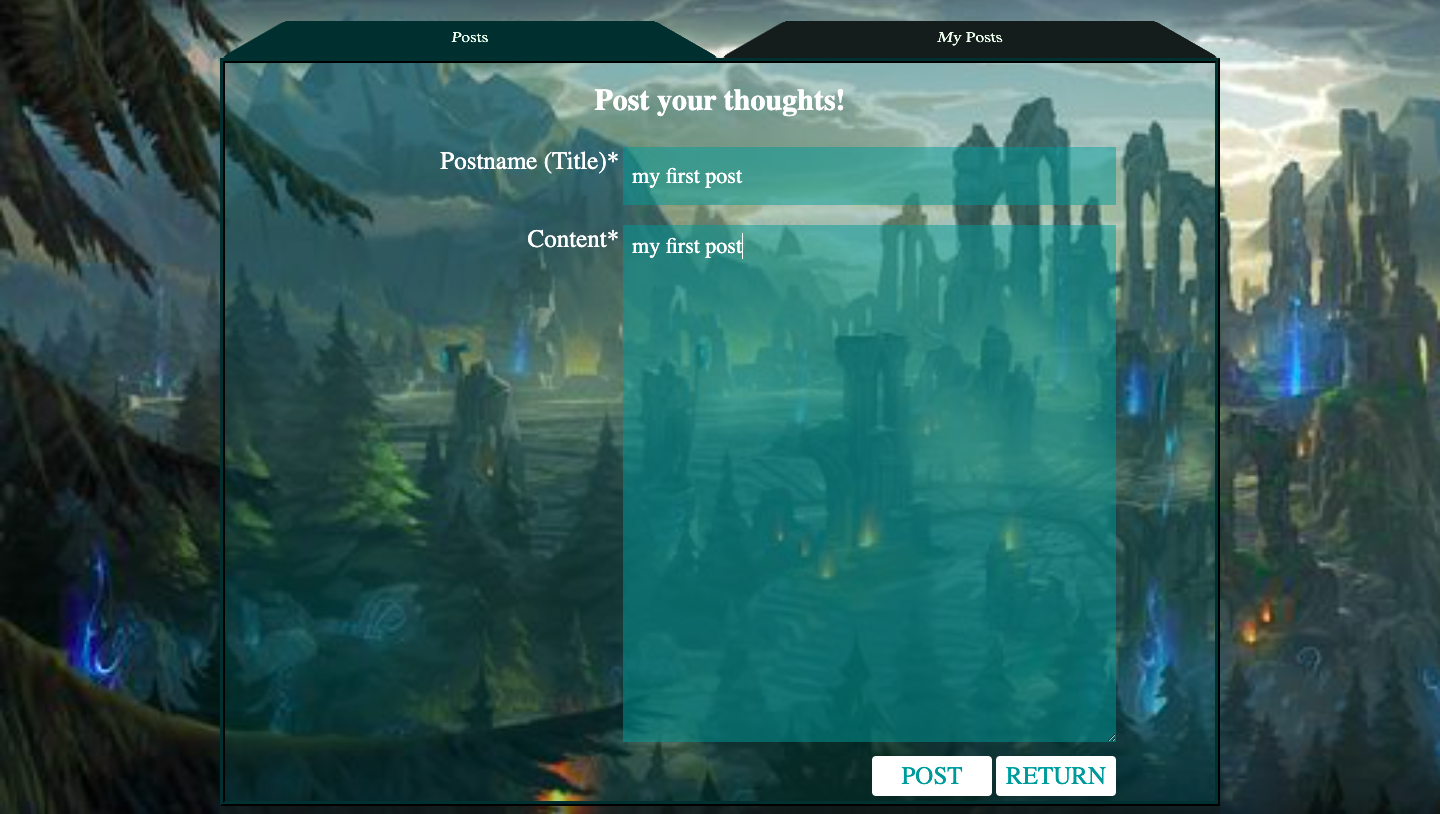 Posts
My Posts
Post your thoughts!
Postname (Title)*
my first post
Content*
my first post
POST
RETURN